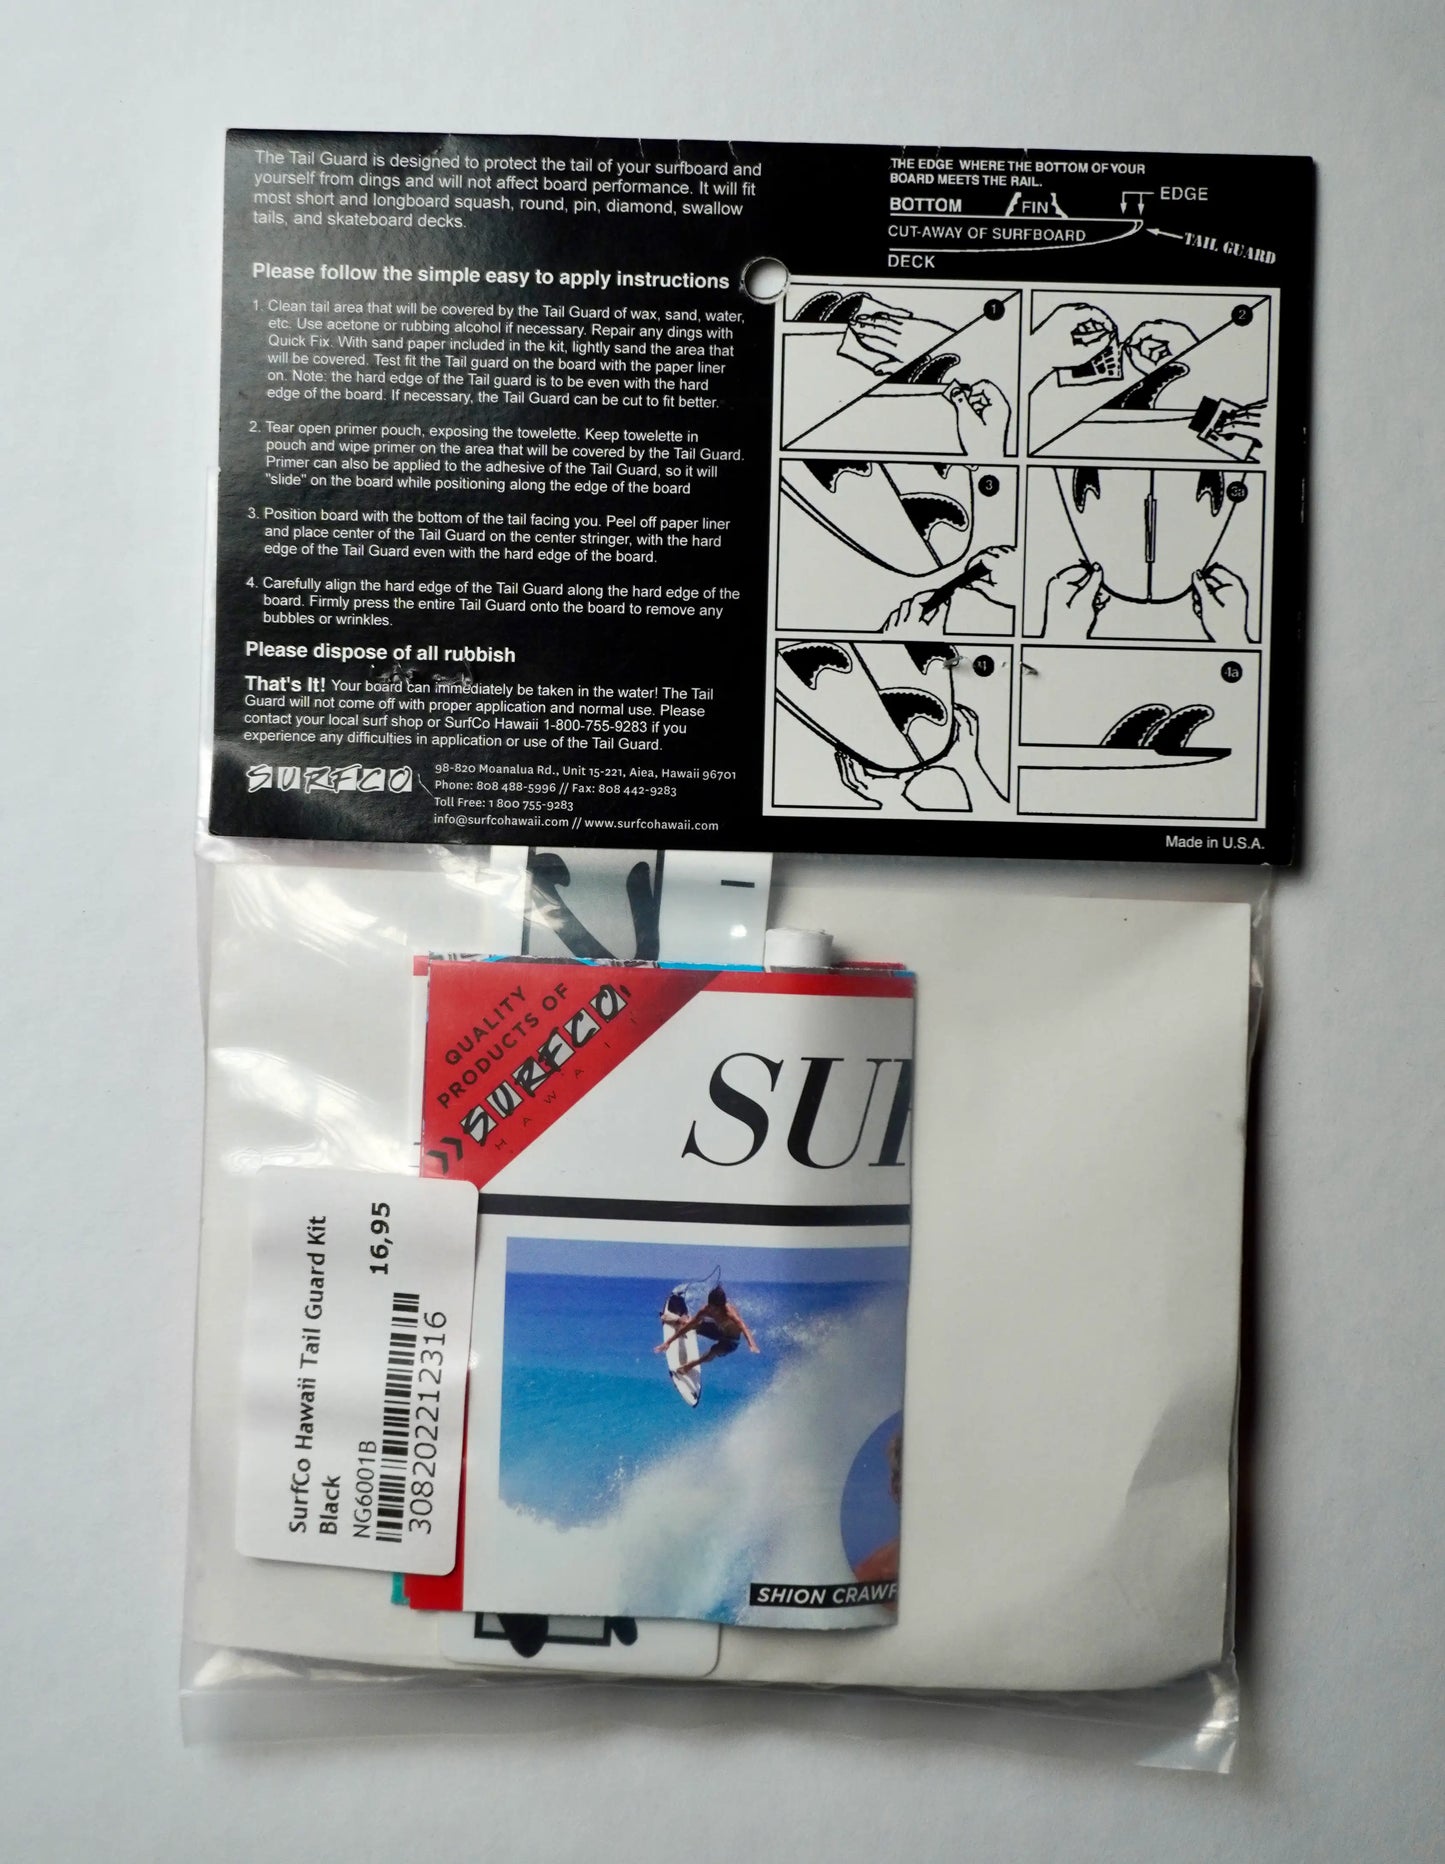 The Tail Guard is designed to protect the tail of your surfboard and
yourself from dings and will not affect board performance. It will fit
most short and longboard squash, round, pin, diamond, swallow
tails, and skateboard decks.
Please follow the simple easy to apply instructions
1. Clean tail area that will be covered by the Tail Guard of wax, sand, water,
etc. Use acetone or rubbing alcohol if necessary. Repair any dings with
Quick Fix. With sand paper included in the kit, lightly sand the area that
will be covered. Test fit the Tail guard on the board with the paper liner
on. Note: the hard edge of the Tail guard is to be even with the hard
edge of the board. If necessary, the Tail Guard can be cut to fit better.
2. Tear open primer pouch, exposing the towelette. Keep towelette in
pouch and wipe primer on the area that will be covered by the Tail Guard.
Primer can also be applied to the adhesive of the Tail Guard, so it will
"slide" on the board while positioning along the edge of the board
3. Position board with the bottom of the tail facing you. Peel off paper liner
and place center of the Tail Guard on the center stringer, with the hard
edge of the Tail Guard even with the hard edge of the board.
4. Carefully align the hard edge of the Tail Guard along the hard edge of the
board. Firmly press the entire Tail Guard onto the board to remove any
bubbles or wrinkles.
Please dispose of all rubbish
That's It! Your board can immediately be taken in the water! The Tail
Guard will not come off with proper application and normal use. Please
contact your local surf shop or SurfCo Hawaii 1-800-755-9283 if you
experience any difficulties in application or use of the Tail Guard.
SURFCO
98-820 Moanalua Rd., Unit 15-221, Aiea, Hawaii 96701
Phone: 808 488-5996 // Fax: 808 442-9283
Toll Free: 1 800 755-9283
info@surfcohawaii.com // www.surfcohawaii.com
THE EDGE WHERE THE BOTTOM OF YOUR
BOARD MEETS THE RAIL.
EDGE
BOTTOM
FIN
CUT-AWAY OF SURFBOARD
TAIL GUARD
DECK
1
2
3
3a
4
4a
Made in U.S.A.
QUALITY
PRODUCTS OF
SURFCO
HAWAII
SUR
SHION CRAWF
SurfCo Hawaii Tail Guard Kit
Black
16,95
NG6001B
3082022212316